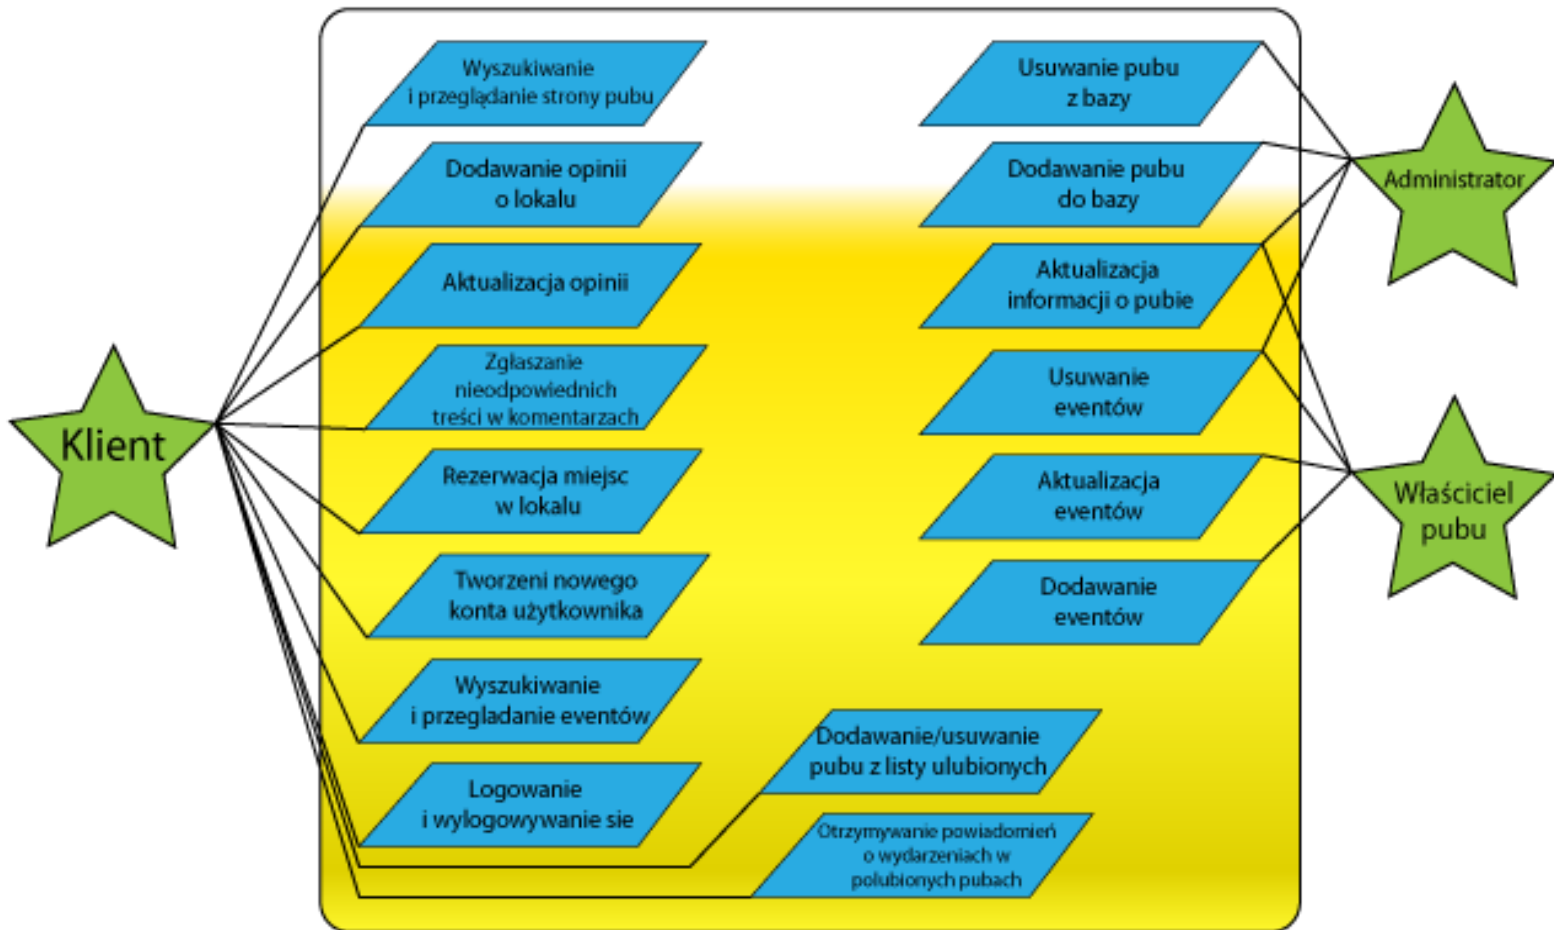 Wyszukiwanie
i przeglądanie strony pubu
Dodawanie opinii
o lokalu
Aktualizacja opinii
Zgłaszanie
nieodpowiednich
treści w komentarzach
Rezerwacja miejsc
w lokalu
Tworzeni nowego
konta użytkownika
Wyszukiwanie
i przegladanie eventów
Logowanie
i wylogowywanie sie
Klient
Usuwanie pubu
z bazy
Dodawanie pubu
do bazy
Aktualizacja
informacji o pubie
Usuwanie
eventów
Aktualizacja
eventów
Dodawanie
eventów
Dodawanie/usuwanie
pubu z listy ulubionych
Otrzymywanie powiadomień
o wydarzeniach w
polubionych pubach
Administrator
Właściciel
pubu